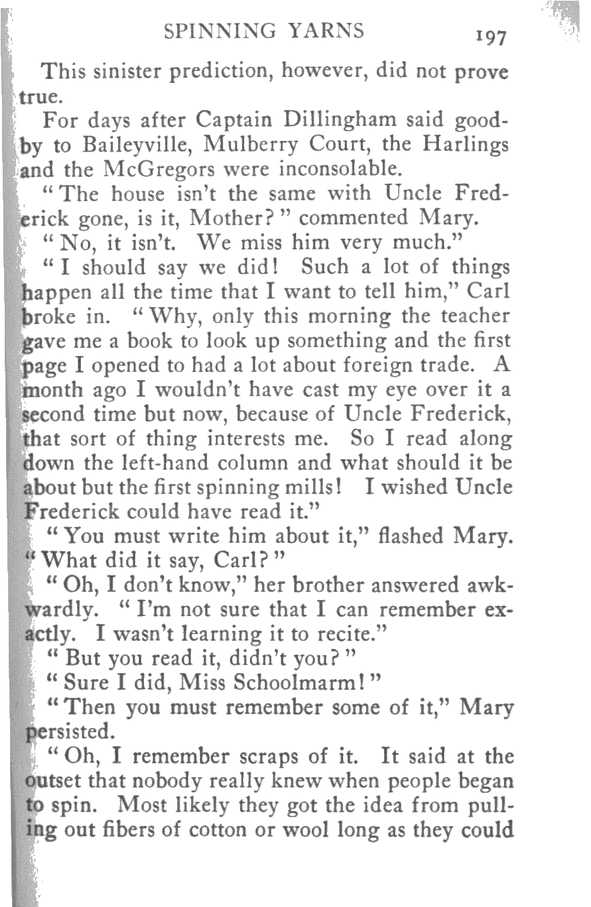 SPINNING YARNS 197
This sinister prediction, however, did not prove
true.
For days after Captain Dillingham said good-
by to Baileyville, Mulberry Court, the Harlings
and the McGregors were inconsolable.
“The house isn't the same with Uncle Fred-
erick gone, is it, Mother?” commented Mary.
“No, it isn't. We miss him very much.”
“I should say we did! Such a lot of things
happen all the time that I want to tell him,” Carl
broke in. “Why, only this morning the teacher
gave me a book to look up something and the first
page I opened to had a lot about foreign trade. A
month ago I wouldn't have cast my eye over it a
second time but now, because of Uncle Frederick,
that sort of thing interests me. So I read along
down the left-hand column and what should it be
about but the first spinning mills! I wished Uncle
Frederick could have read it.”
“You must write him about it,” flashed Mary.
“What did it say, Carl?”
“Oh, I don't know,” her brother answered awk-
wardly. “I'm not sure that I can remember ex-
actly. I wasn't learning it to recite.”
“But you read it, didn't you?”
“Sure I did, Miss Schoolmarm!”
“Then you must remember some of it,” Mary
persisted.
“Oh, I remember scraps of it. It said at the
outset that nobody really knew when people began
to spin. Most likely they got the idea from pull-
ing out fibers of cotton or wool long as they could